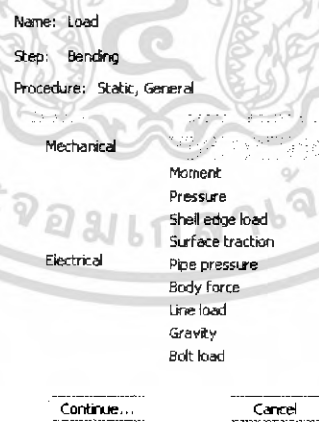 Name: Load
Step: Bending
Procedure: Static, General
Mechanical
Moment
Pressure
Shell edge load
Surface traction
Electrical
Pipe pressure
Body force
Line load
Gravity
Bolt load
Continue...
Cancel